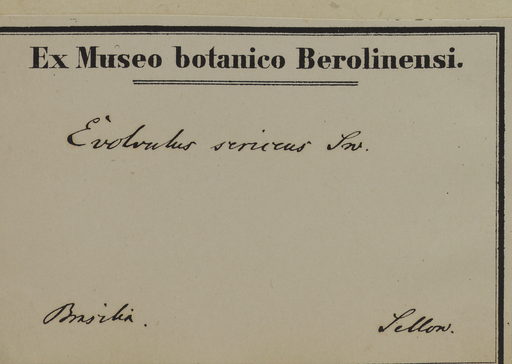 Ex Museo botanico Berolinensi.
Evolvulus sericeus Sw.
Brasilia.
Sellow.